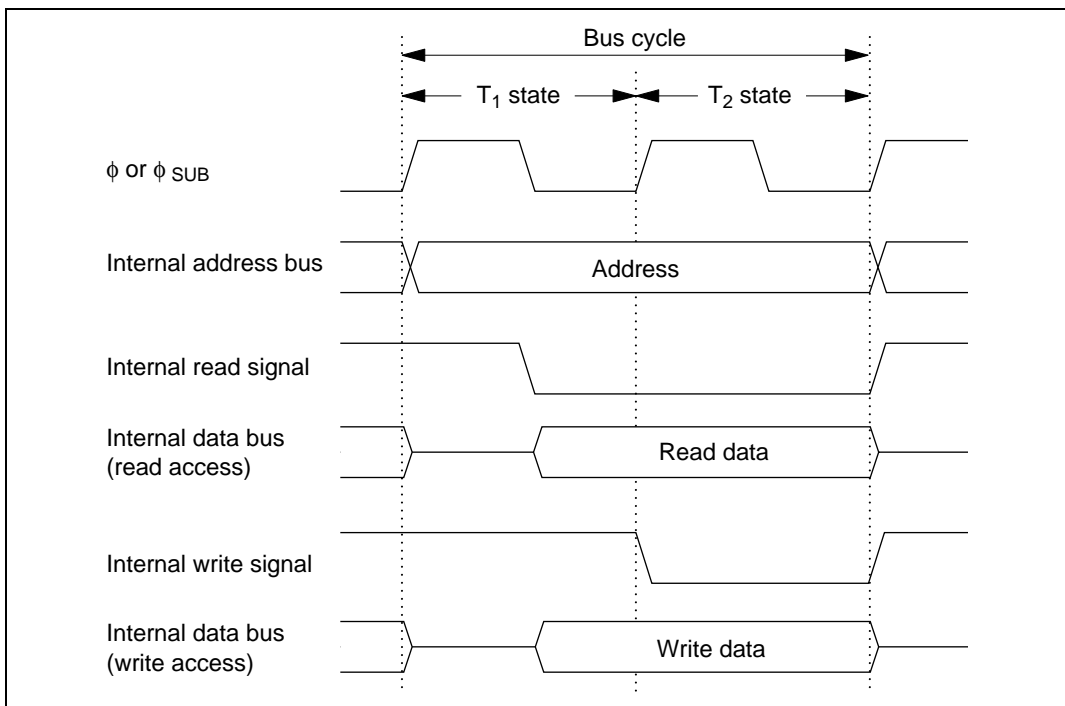 Bus cycle
T1 state
T2 state
ϕ or ϕ SUB
Internal address bus
Address
Internal read signal
Internal data bus
(read access)
Read data
Internal write signal
Internal data bus
(write access)
Write data